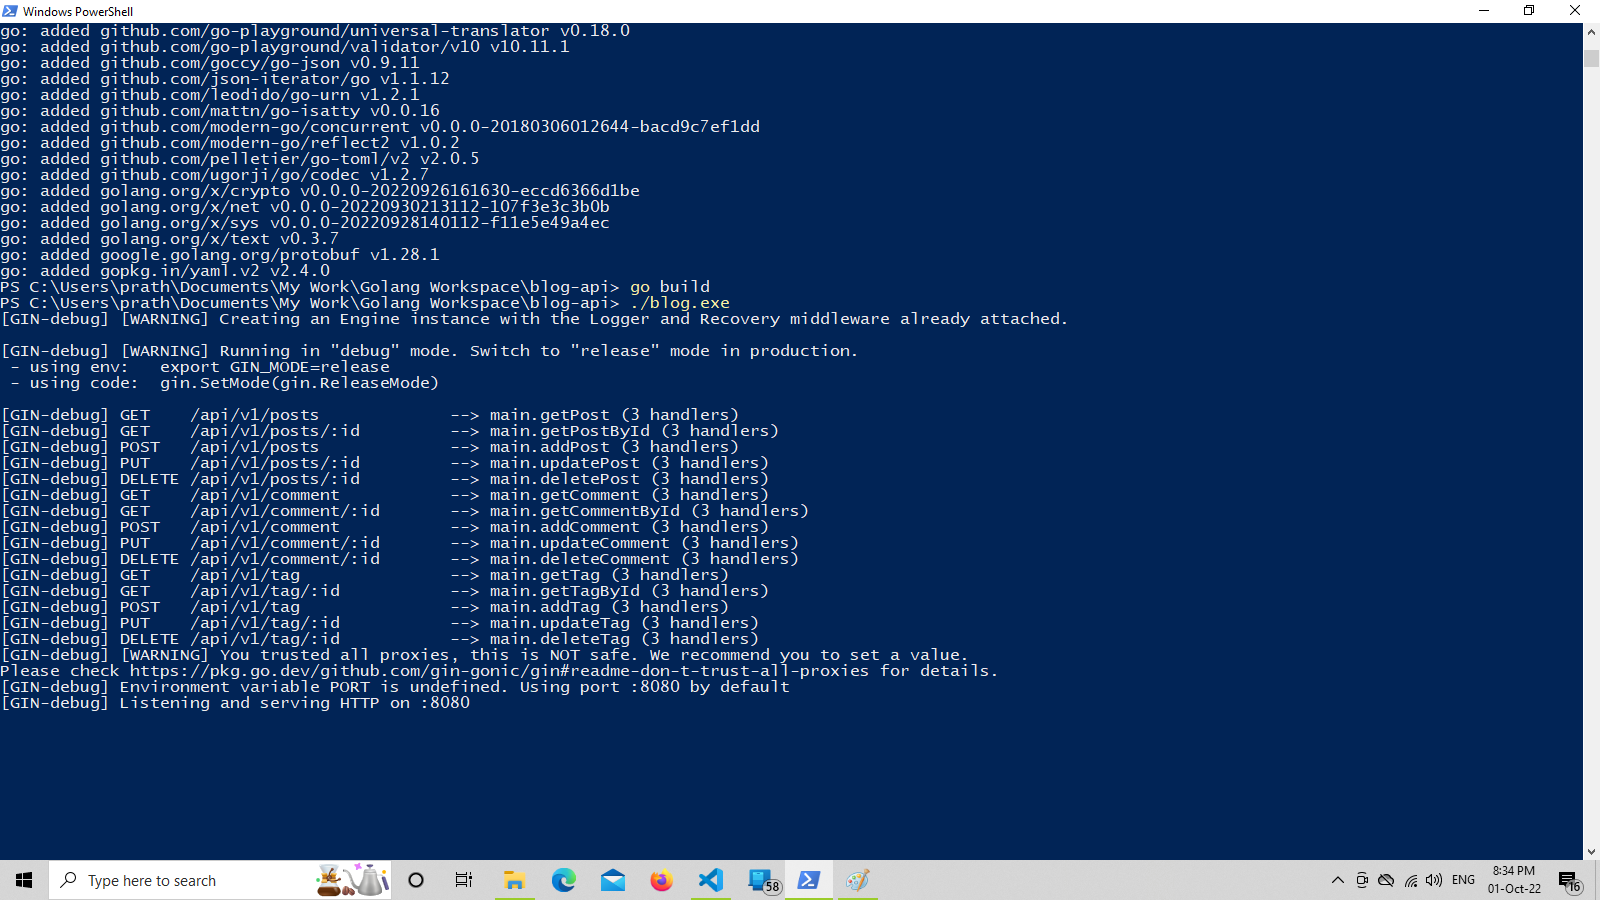 Windows PowerShell
go: added github.com/go-playground/universal-translator v0.18.0
go: added github.com/go-playground/validator/v10 v10.11.1
go: added github.com/goccy/go-json v0.9.11
go: added github.com/json-iterator/go v1.1.12
go: added github.com/leodido/go-urn v1.2.1
go: added github.com/mattn/go-isatty v0.0.16
go: added github.com/modern-go/concurrent v0.0.0-20180306012644-bacd9c7ef1dd
go: added github.com/modern-go/reflect2 v1.0.2
go: added github.com/pelletier/go-toml/v2 v2.0.5
go: added github.com/ugorji/go/codec v1.2.7
go: added golang.org/x/crypto v0.0.0-20220926161630-eccd6366d1be
go: added golang.org/x/net v0.0.0-20220930213112-107f3e3c3b0b
go: added golang.org/x/sys v0.0.0-20220928140112-f11e5e49a4ec
go: added golang.org/x/text v0.3.7
go: added google.golang.org/protobuf v1.28.1
go: added gopkg.in/yaml.v2 v2.4.0
PS C:\Users\prath\Documents\My Work\Golang Workspace\blog-api> go build
PS C:\Users\prath\Documents\My Work\Golang Workspace\blog-api> ./blog.exe
[GIN-debug] [WARNING] Creating an Engine instance with the Logger and Recovery middleware already attached.
[GIN-debug] [WARNING] Running in "debug" mode. Switch to "release" mode in production.
- using env:   export GIN_MODE=release
- using code:  gin.SetMode(gin.ReleaseMode)
[GIN-debug] GET    /api/v1/posts             --> main.getPost (3 handlers)
[GIN-debug] GET    /api/v1/posts/:id         --> main.getPostById (3 handlers)
[GIN-debug] POST   /api/v1/posts             --> main.addPost (3 handlers)
[GIN-debug] PUT    /api/v1/posts/:id         --> main.updatePost (3 handlers)
[GIN-debug] DELETE /api/v1/posts/:id         --> main.deletePost (3 handlers)
[GIN-debug] GET    /api/v1/comment           --> main.getComment (3 handlers)
[GIN-debug] GET    /api/v1/comment/:id       --> main.getCommentById (3 handlers)
[GIN-debug] POST   /api/v1/comment           --> main.addComment (3 handlers)
[GIN-debug] PUT    /api/v1/comment/:id       --> main.updateComment (3 handlers)
[GIN-debug] DELETE /api/v1/comment/:id       --> main.deleteComment (3 handlers)
[GIN-debug] GET    /api/v1/tag               --> main.getTag (3 handlers)
[GIN-debug] GET    /api/v1/tag/:id           --> main.getTagById (3 handlers)
[GIN-debug] POST   /api/v1/tag               --> main.addTag (3 handlers)
[GIN-debug] PUT    /api/v1/tag/:id           --> main.updateTag (3 handlers)
[GIN-debug] DELETE /api/v1/tag/:id           --> main.deleteTag (3 handlers)
[GIN-debug] [WARNING] You trusted all proxies, this is NOT safe. We recommend you to set a value.
Please check https://pkg.go.dev/github.com/gin-gonic/gin#readme-don-t-trust-all-proxies for details.
[GIN-debug] Environment variable PORT is undefined. Using port :8080 by default
[GIN-debug] Listening and serving HTTP on :8080
Type here to search
58
ENG
8:34 PM
01-Oct-22
16